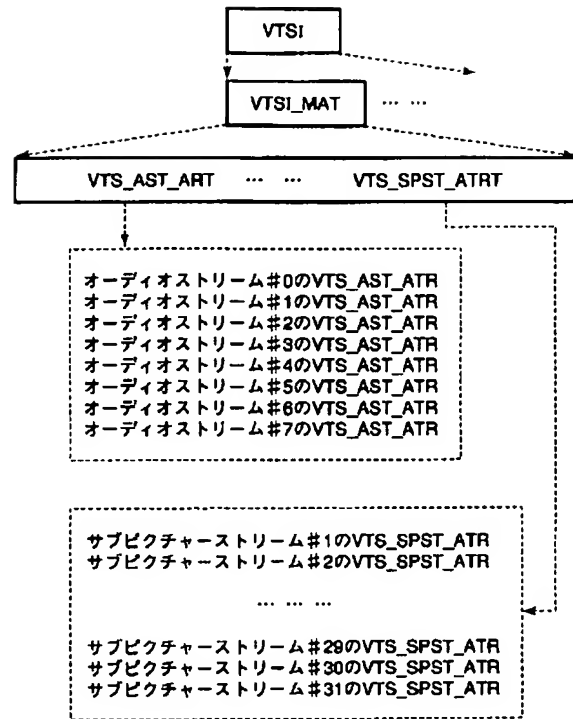 VTSI
VTSI_MAT … …
VTS_AST_ART … … VTS_SPST_ATRT
オーディオストリーム#0のVTS_AST_ATR
オーディオストリーム#1のVTS_AST_ATR
オーディオストリーム#2のVTS_AST_ATR
オーディオストリーム#3のVTS_AST_ATR
オーディオストリーム#4のVTS_AST_ATR
オーディオストリーム#5のVTS_AST_ATR
オーディオストリーム#6のVTS_AST_ATR
オーディオストリーム#7のVTS_AST_ATR
サブピクチャーストリーム#1のVTS_SPST_ATR
サブピクチャーストリーム#2のVTS_SPST_ATR
… … …
サブピクチャーストリーム#29のVTS_SPST_ATR
サブピクチャーストリーム#30のVTS_SPST_ATR
サブピクチャーストリーム#31のVTS_SPST_ATR